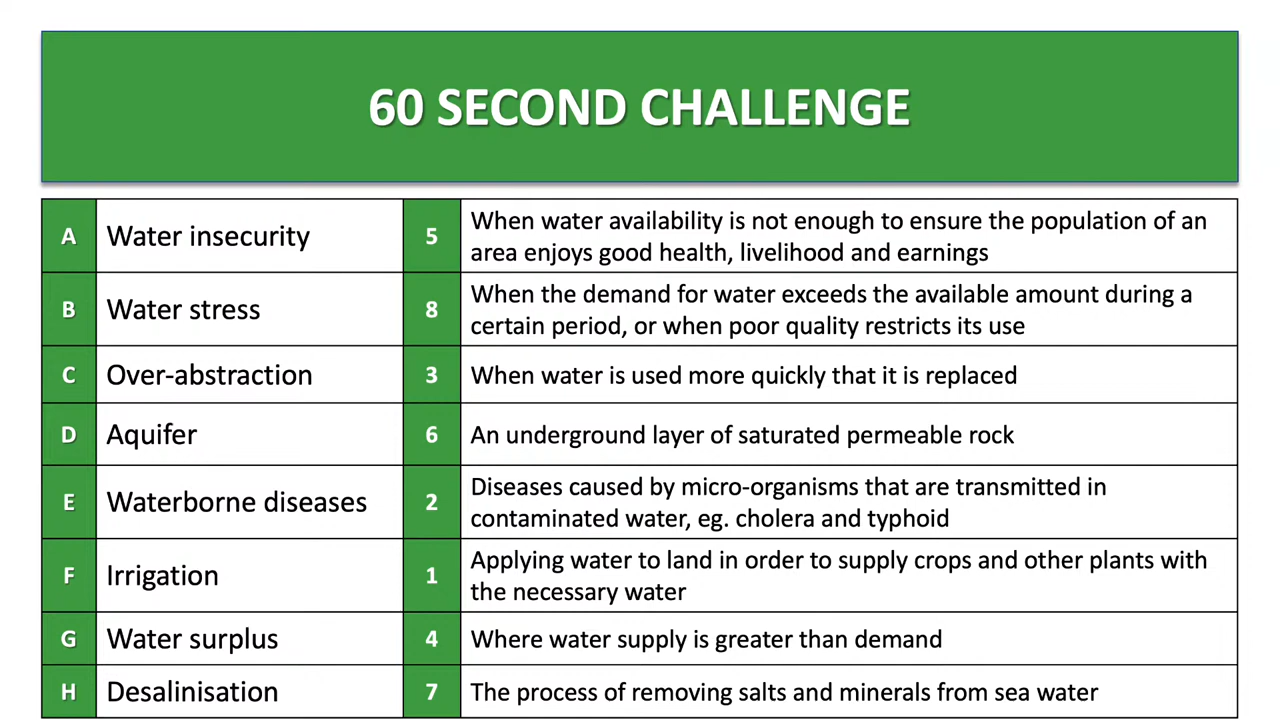 60 SECOND CHALLENGE
A Water insecurity 5 When water availability is not enough to ensure the population of an
area enjoys good health, livelihood and earnings
B Water stress 8 When the demand for water exceeds the available amount during a
certain period, or when poor quality restricts its use
C Over-abstraction 3 When water is used more quickly that it is replaced
D Aquifer 6 An underground layer of saturated permeable rock
E Waterborne diseases 2 Diseases caused by micro-organisms that are transmitted in
contaminated water, eg. cholera and typhoid
F Irrigation 1 Applying water to land in order to supply crops and other plants with
the necessary water
G Water surplus 4 Where water supply is greater than demand
H Desalinisation 7 The process of removing salts and minerals from sea water